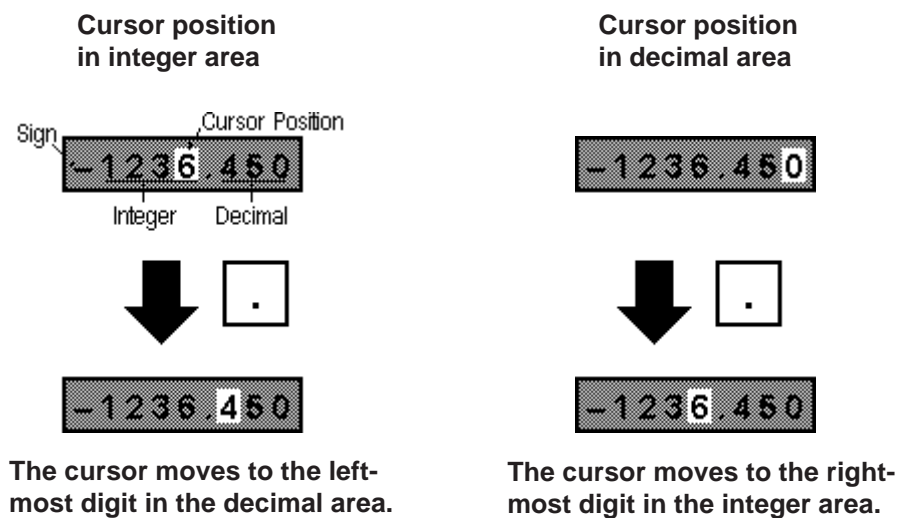 Cursor position
in integer area
Sign
Cursor Position
-1236.450
Integer
Decimal
.
-1236.450
The cursor moves to the left-
most digit in the decimal area.
Cursor position
in decimal area
-1236.450
.
-1236.450
The cursor moves to the right-
most digit in the integer area.